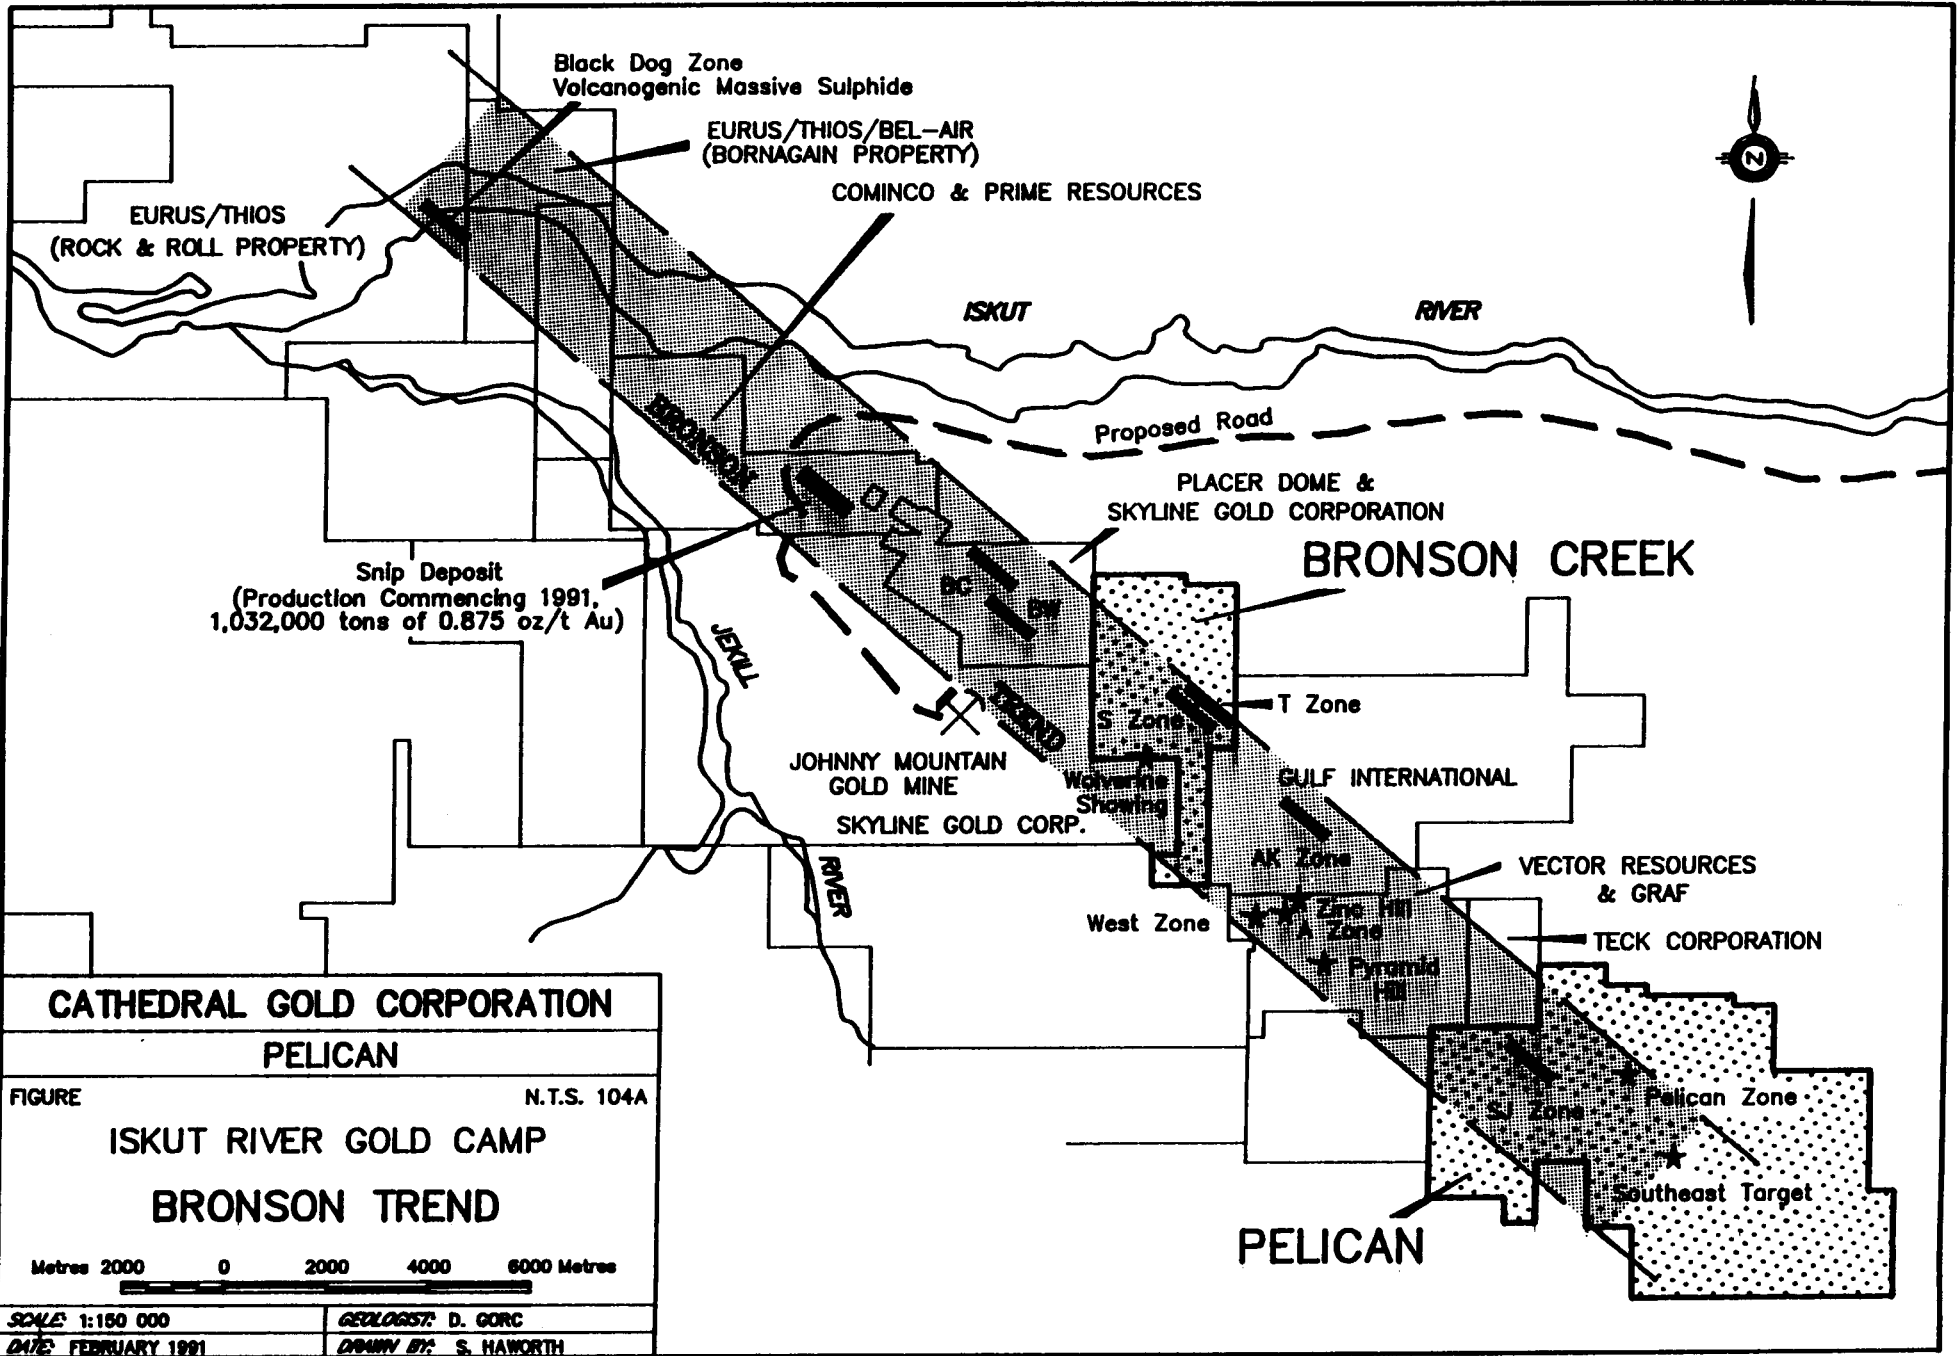 Black Dog Zone
Volcanogenic Massive Sulphide
EURUS/THIOS/BEL-AIR
(BORNAGAIN PROPERTY)
COMINCO & PRIME RESOURCES
EURUS/THIOS
(ROCK & ROLL PROPERTY)
N
ISKUT RIVER
Proposed Road
BRONSON
PLACER DOME &
SKYLINE GOLD CORPORATION
BRONSON CREEK
Snip Deposit
(Production Commencing 1991,
1,032,000 tons of 0.875 oz/t Au)
BC
BW
JEKILL
RIVER
TREND
S Zone
T Zone
JOHNNY MOUNTAIN
GOLD MINE
SKYLINE GOLD CORP.
Wolverine
Showing
GULF INTERNATIONAL
AK Zone
VECTOR RESOURCES
& GRAF
West Zone
Zinc Hill
A Zone
TECK CORPORATION
Pyramid
Hill
SJ Zone
Pelican Zone
Southeast Target
PELICAN
CATHEDRAL GOLD CORPORATION
PELICAN
FIGURE N.T.S. 104A
ISKUT RIVER GOLD CAMP
BRONSON TREND
Metres 2000 0 2000 4000 6000 Metres
SCALE: 1:150 000 GEOLOGIST: D. GORC
DATE: FEBRUARY 1991 DRAWN BY: S. HAWORTH